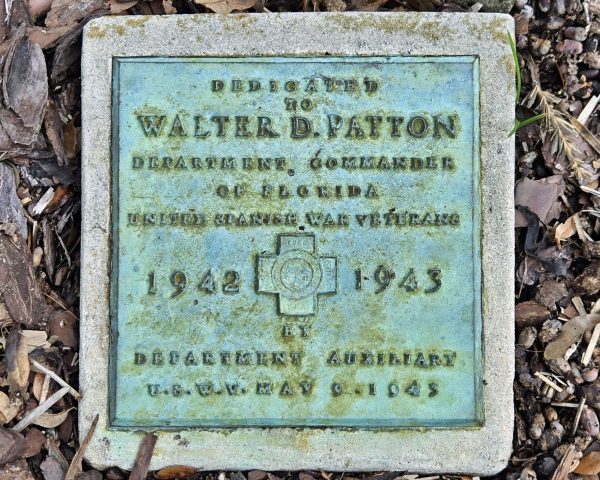 DEDICATED
TO
WALTER D. PATTON
DEPARTMENT COMMANDER
OF FLORIDA
UNITED SPANISH WAR VETERANS
1942 1943
BY
DEPARTMENT AUXILIARY
U.S.W.V. MAY 9. 1943